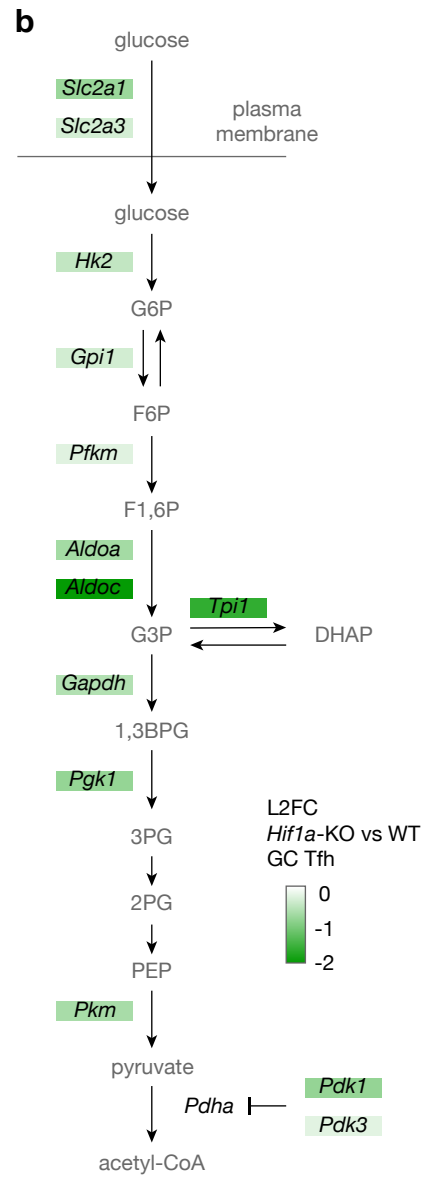 b
glucose
Slc2a1
Slc2a3
plasma
membrane
glucose
Hk2
G6P
Gpi1
F6P
Pfkm
F1,6P
Aldoa
Aldoc
Tpi1
G3P
DHAP
Gapdh
1,3BPG
Pgk1
L2FC
Hif1a-KO vs WT
GC Tfh
0
-1
-2
3PG
2PG
PEP
Pkm
pyruvate
Pdha
Pdk1
Pdk3
acetyl-CoA